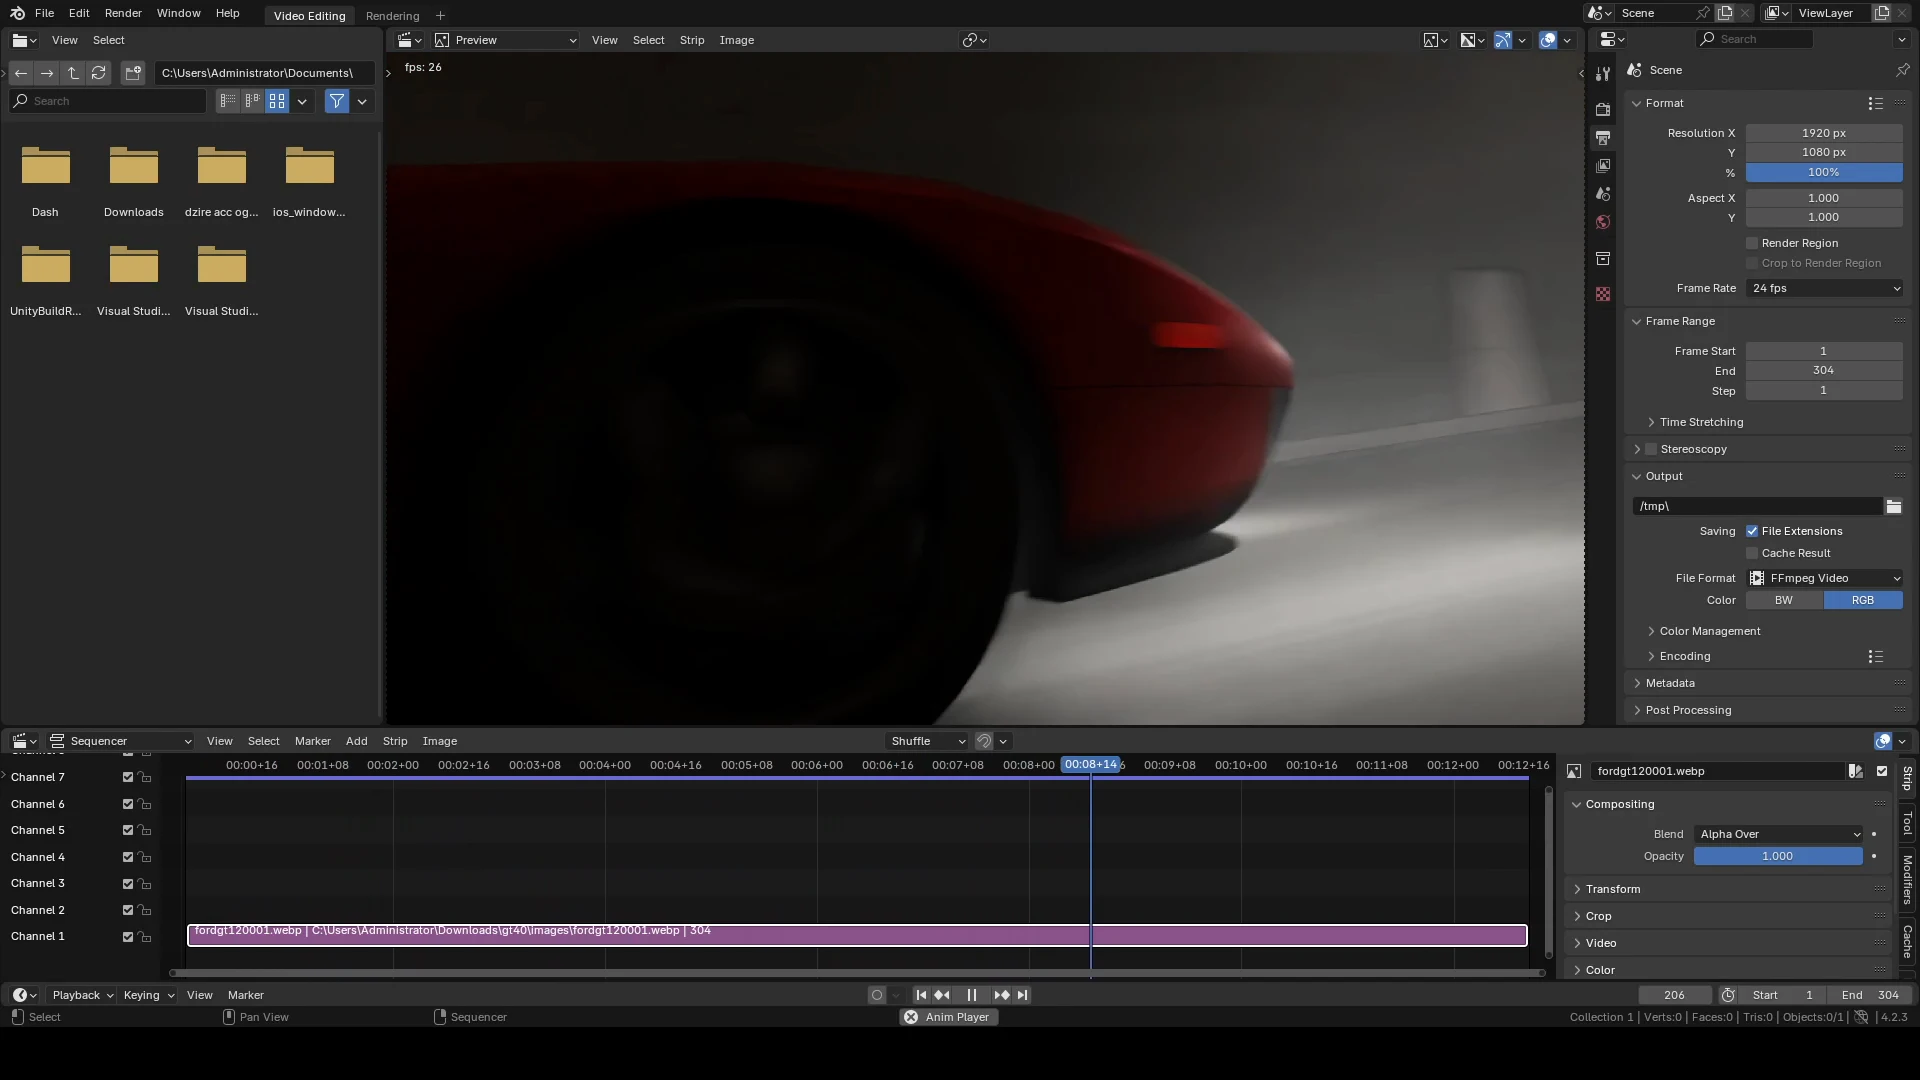 File Edit Render Window Help Video Editing Rendering + Scene ViewLayer
View Select Preview View Select Strip Image Search
C:\Users\Administrator\Documents\ fps: 26 Scene
Search
Format
Resolution X 1920 px
Y 1080 px
% 100%
Aspect X 1.000
Dash Downloads dzire acc og... ios_window...
Y 1.000
Render Region
Crop to Render Region
Frame Rate 24 fps
UnityBuildR... Visual Studi... Visual Studi...
Frame Range
Frame Start 1
End 304
Step 1
Time Stretching
Stereoscopy
Output
/tmp\
Saving File Extensions
Cache Result
File Format FFmpeg Video
Color BW RGB
Color Management
Encoding
Metadata
Post Processing
Sequencer View Select Marker Add Strip Image Shuffle
00:00+16 00:01+08 00:02+00 00:02+16 00:03+08 00:04+00 00:04+16 00:05+08 00:06+00 00:06+16 00:07+08 00:08+00 00:08+14 00:09+08 00:10+00 00:10+16 00:11+08 00:12+00 00:12+16
fordgt120001.webp
Strip
Tool
Modifiers
Cache
Channel 7
Channel 6
Channel 5
Channel 4
Channel 3
Channel 2
Channel 1
fordgt120001.webp | C:\Users\Administrator\Downloads\gt40\images\fordgt120001.webp | 304
Compositing
Blend Alpha Over
Opacity 1.000
Transform
Crop
Video
Color
Playback Keying View Marker 206 Start 1 End 304
Select Pan View Sequencer Anim Player Collection 1 | Verts:0 | Faces:0 | Tris:0 | Objects:0/1 | 4.2.3